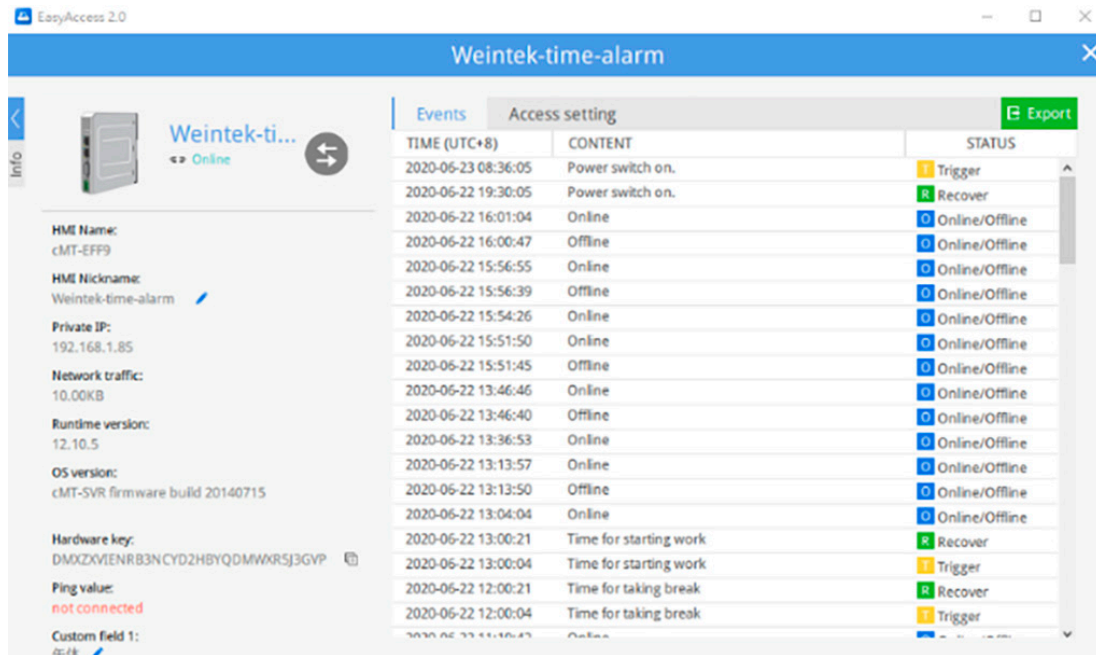 EasyAccess 2.0
Weintek-time-alarm
Info
Weintek-ti...
Online
HMI Name:
cMT-EFF9
HMI Nickname:
Weintek-time-alarm
Private IP:
192.168.1.85
Network traffic:
10.00KB
Runtime version:
12.10.5
OS version:
cMT-SVR firmware build 20140715
Hardware key:
DMXZXVIENRB3NCYD2HBYQDMWXR5J3GVP
Ping value:
not connected
Custom field 1:
Events Access setting Export
TIME (UTC+8) CONTENT STATUS
2020-06-23 08:36:05 Power switch on. T Trigger
2020-06-22 19:30:05 Power switch on. R Recover
2020-06-22 16:01:04 Online O Online/Offline
2020-06-22 16:00:47 Offline O Online/Offline
2020-06-22 15:56:55 Online O Online/Offline
2020-06-22 15:56:39 Offline O Online/Offline
2020-06-22 15:54:26 Online O Online/Offline
2020-06-22 15:51:50 Online O Online/Offline
2020-06-22 15:51:45 Offline O Online/Offline
2020-06-22 13:46:46 Online O Online/Offline
2020-06-22 13:46:40 Offline O Online/Offline
2020-06-22 13:36:53 Online O Online/Offline
2020-06-22 13:13:57 Online O Online/Offline
2020-06-22 13:13:50 Offline O Online/Offline
2020-06-22 13:04:04 Online O Online/Offline
2020-06-22 13:00:21 Time for starting work R Recover
2020-06-22 13:00:04 Time for starting work T Trigger
2020-06-22 12:00:21 Time for taking break R Recover
2020-06-22 12:00:04 Time for taking break T Trigger